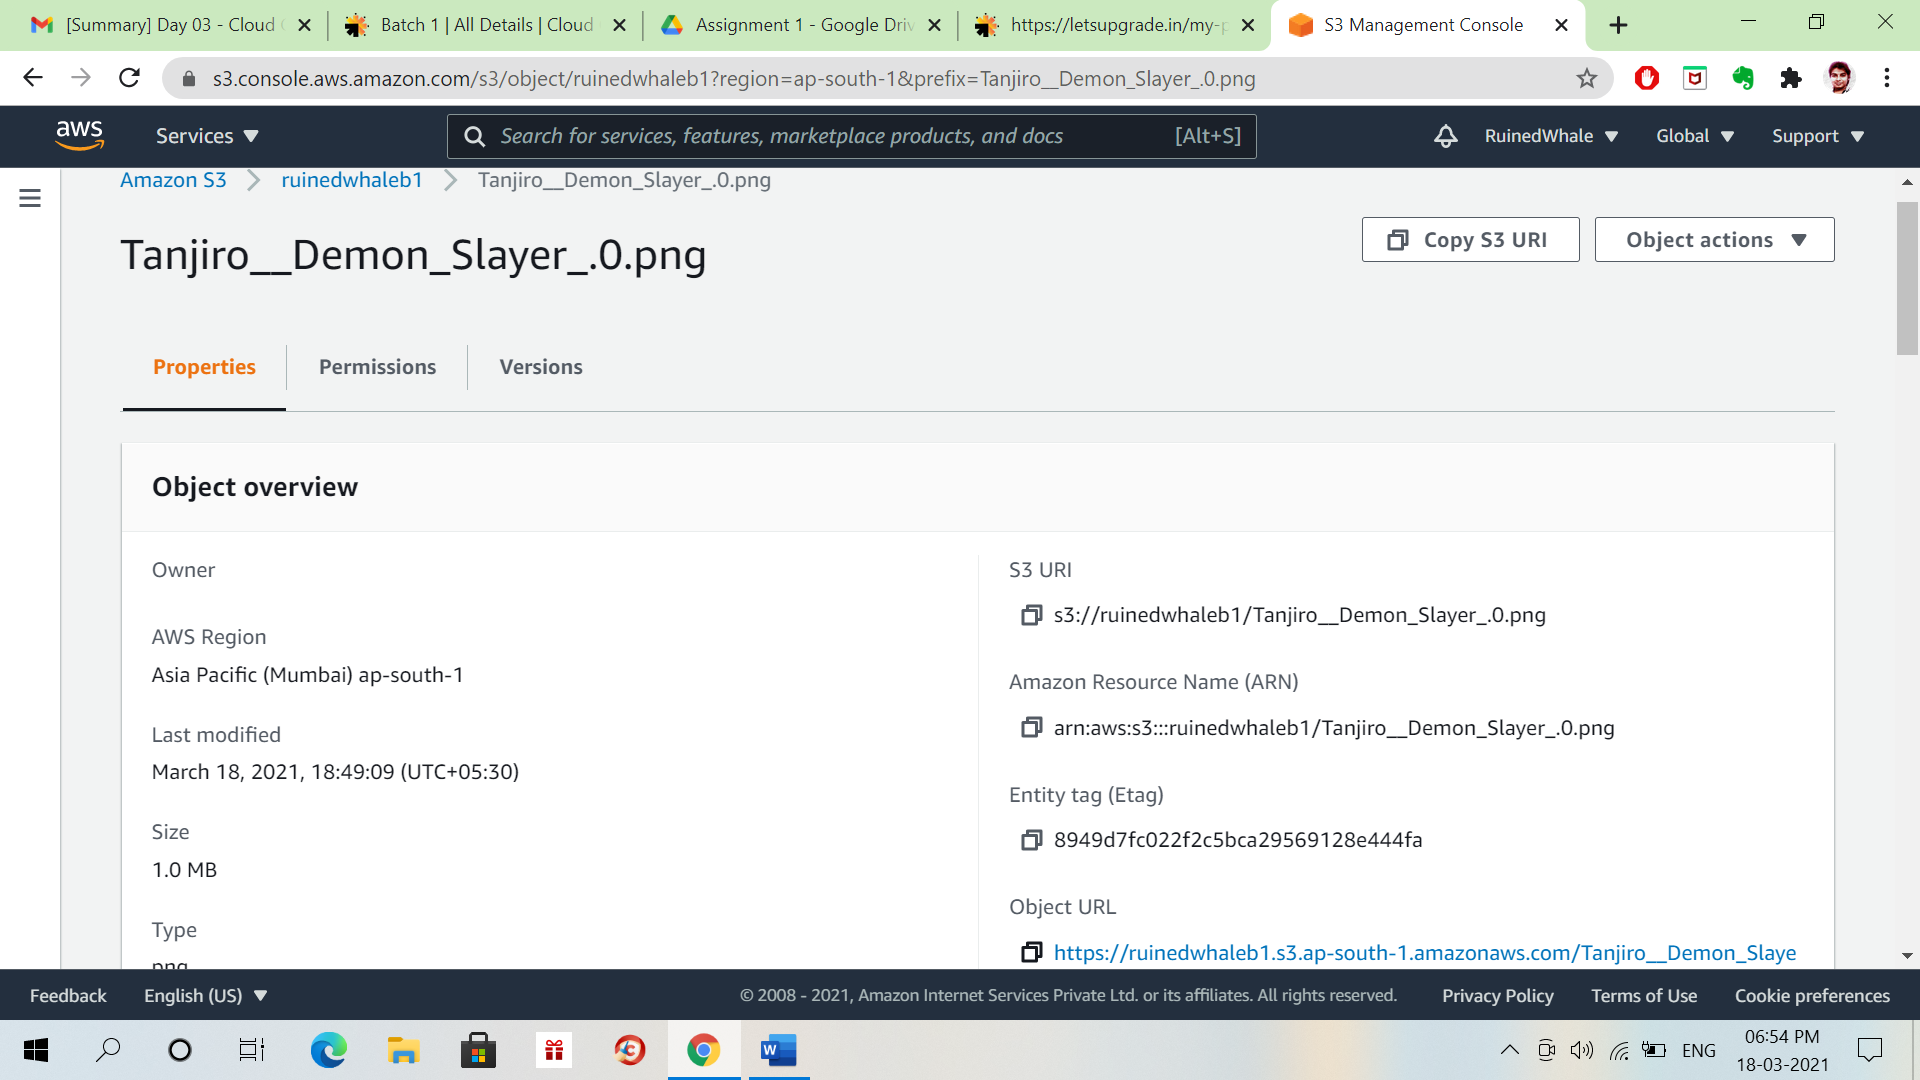 [Summary] Day 03 - Cloud
Batch 1 | All Details | Cloud
Assignment 1 - Google Driv
https://letsupgrade.in/my-p
S3 Management Console
s3.console.aws.amazon.com/s3/object/ruinedwhaleb1?region=ap-south-1&prefix=Tanjiro__Demon_Slayer_.0.png
aws
Services
Search for services, features, marketplace products, and docs
[Alt+S]
RuinedWhale
Global
Support
Amazon S3
ruinedwhaleb1
Tanjiro__Demon_Slayer_.0.png
Tanjiro__Demon_Slayer_.0.png
Copy S3 URI
Object actions
Properties
Permissions
Versions
Object overview
Owner
AWS Region
Asia Pacific (Mumbai) ap-south-1
Last modified
March 18, 2021, 18:49:09 (UTC+05:30)
Size
1.0 MB
Type
png
S3 URI
s3://ruinedwhaleb1/Tanjiro__Demon_Slayer_.0.png
Amazon Resource Name (ARN)
arn:aws:s3:::ruinedwhaleb1/Tanjiro__Demon_Slayer_.0.png
Entity tag (Etag)
8949d7fc022f2c5bca29569128e444fa
Object URL
https://ruinedwhaleb1.s3.ap-south-1.amazonaws.com/Tanjiro__Demon_Slaye
Feedback
English (US)
© 2008 - 2021, Amazon Internet Services Private Ltd. or its affiliates. All rights reserved.
Privacy Policy
Terms of Use
Cookie preferences
ENG
06:54 PM
18-03-2021